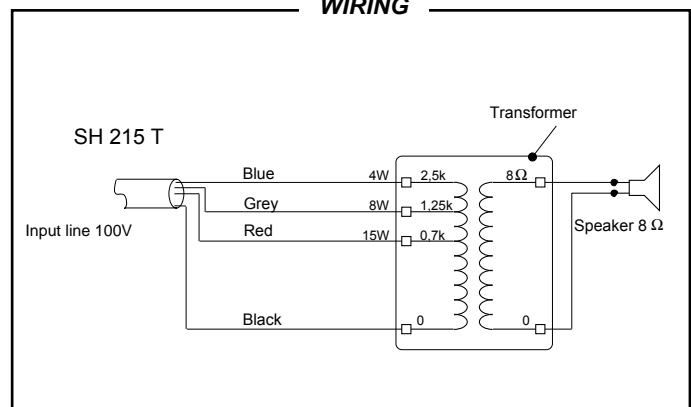 WIRING
Transformer
SH 215 T
Blue 4W 2,5k 8Ω
Grey 8W 1,25k
Input line 100V Red 15W 0,7k Speaker 8 Ω
Black 0 0